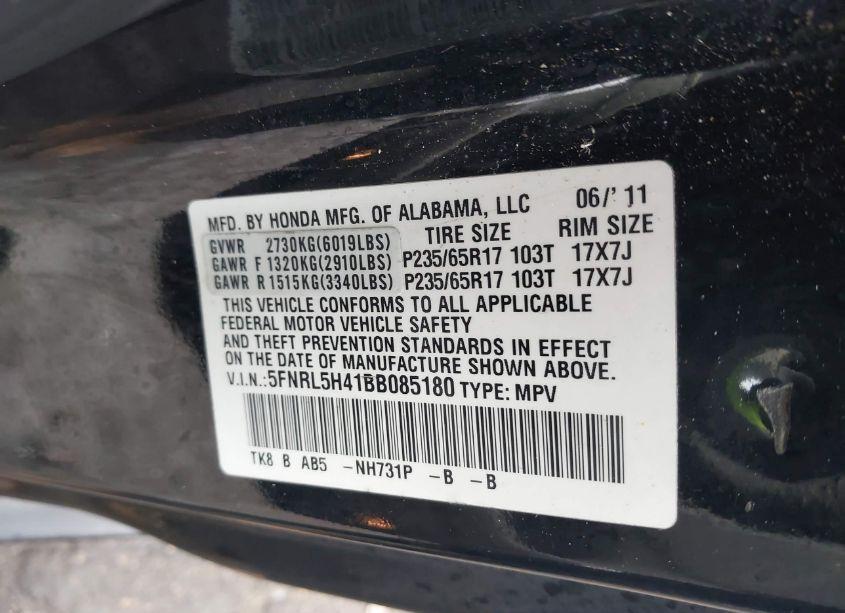 MFD. BY HONDA MFG. OF ALABAMA, LLC 06/' 11
GVWR 2730KG(6019LBS) TIRE SIZE RIM SIZE
GAWR F 1320KG(2910LBS) P235/65R17 103T 17X7J
GAWR R 1515KG(3340LBS) P235/65R17 103T 17X7J
THIS VEHICLE CONFORMS TO ALL APPLICABLE
FEDERAL MOTOR VEHICLE SAFETY
AND THEFT PREVENTION STANDARDS IN EFFECT
ON THE DATE OF MANUFACTURE SHOWN ABOVE.
V.I.N.:5FNRL5H41BB085180 TYPE: MPV
TK8 B AB5 -NH731P -B -B